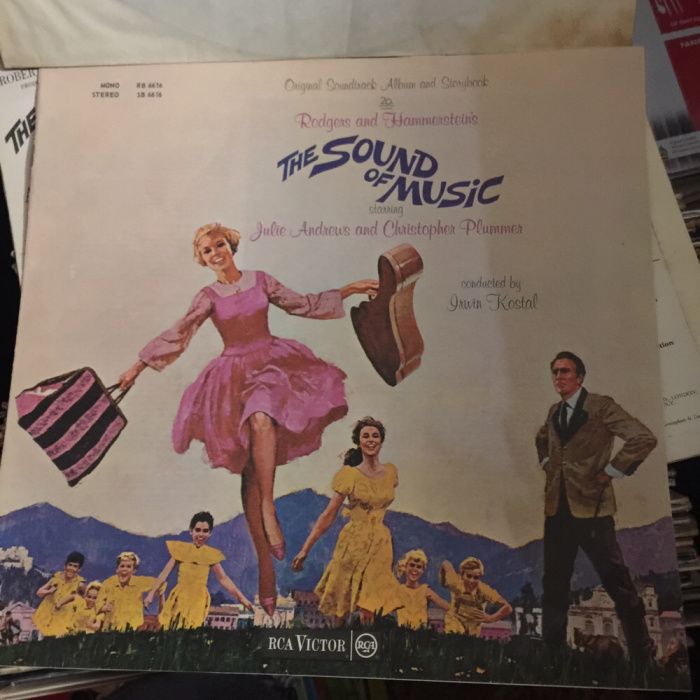 MONO RB 6616
STEREO SB 6616
Original Soundtrack Album and Storybook
20
Rodgers and Hammerstein's
THE SOUND
OF MUSIC
starring
Julie Andrews and Christopher Plummer
conducted by
Irwin Kostal
RCA VICTOR RCA
ROBER
THE